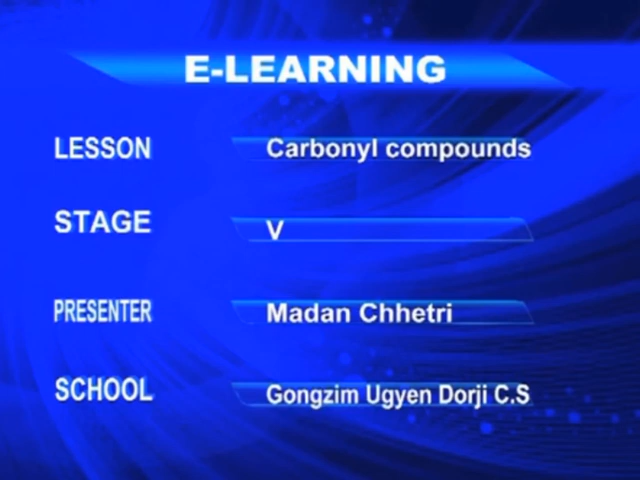 E-LEARNING
LESSON Carbonyl compounds
STAGE V
PRESENTER Madan Chhetri
SCHOOL Gongzim Ugyen Dorji C.S